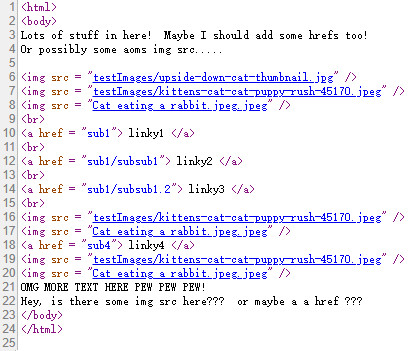 1 <html>
2 <body>
3 Lots of stuff in here!  Maybe I should add some hrefs too!
4 Or possibly some aoms img src.....
5
6 <img src = "testImages/upside-down-cat-thumbnail.jpg" />
7 <img src = "testImages/kittens-cat-cat-puppy-rush-45170.jpeg" />
8 <img src = "Cat eating a rabbit.jpeg.jpeg" />
9 <br>
10 <a href = "sub1"> linky1 </a>
11 <br>
12 <a href = "sub1/subsub1"> linky2 </a>
13 <br>
14 <a href = "sub1/subsub1.2"> linky3 </a>
15 <br>
16 <img src = "testImages/kittens-cat-cat-puppy-rush-45170.jpeg" />
17 <img src = "Cat eating a rabbit.jpeg.jpeg" />
18 <a href = "sub4"> linky4 </a>
19 <img src = "testImages/kittens-cat-cat-puppy-rush-45170.jpeg" />
20 <img src = "Cat eating a rabbit.jpeg.jpeg" />
21 OMG MORE TEXT HERE PEW PEW PEW!
22 Hey, is there some img src here???  or maybe a a href ???
23 </body>
24 </html>
25